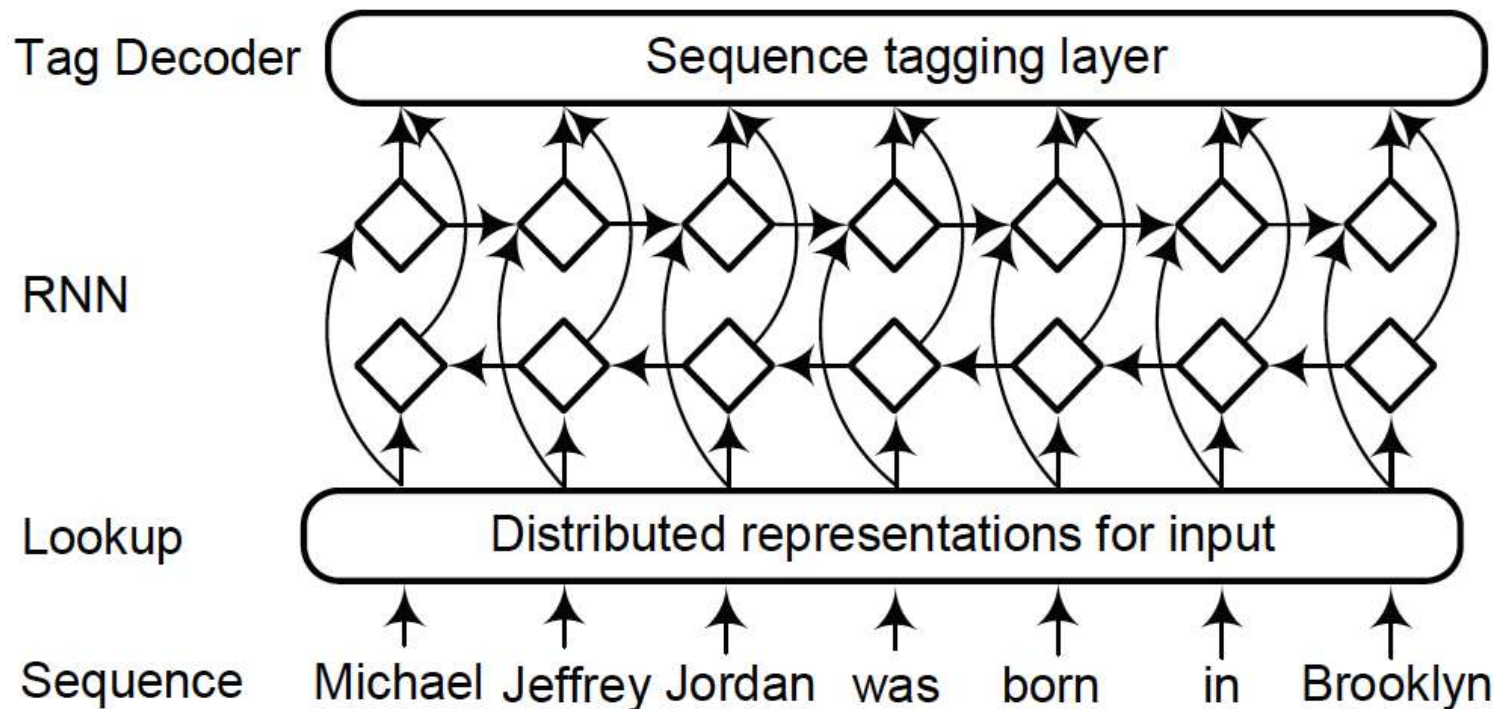 Tag Decoder Sequence tagging layer
RNN
Lookup Distributed representations for input
Sequence Michael Jeffrey Jordan was born in Brooklyn